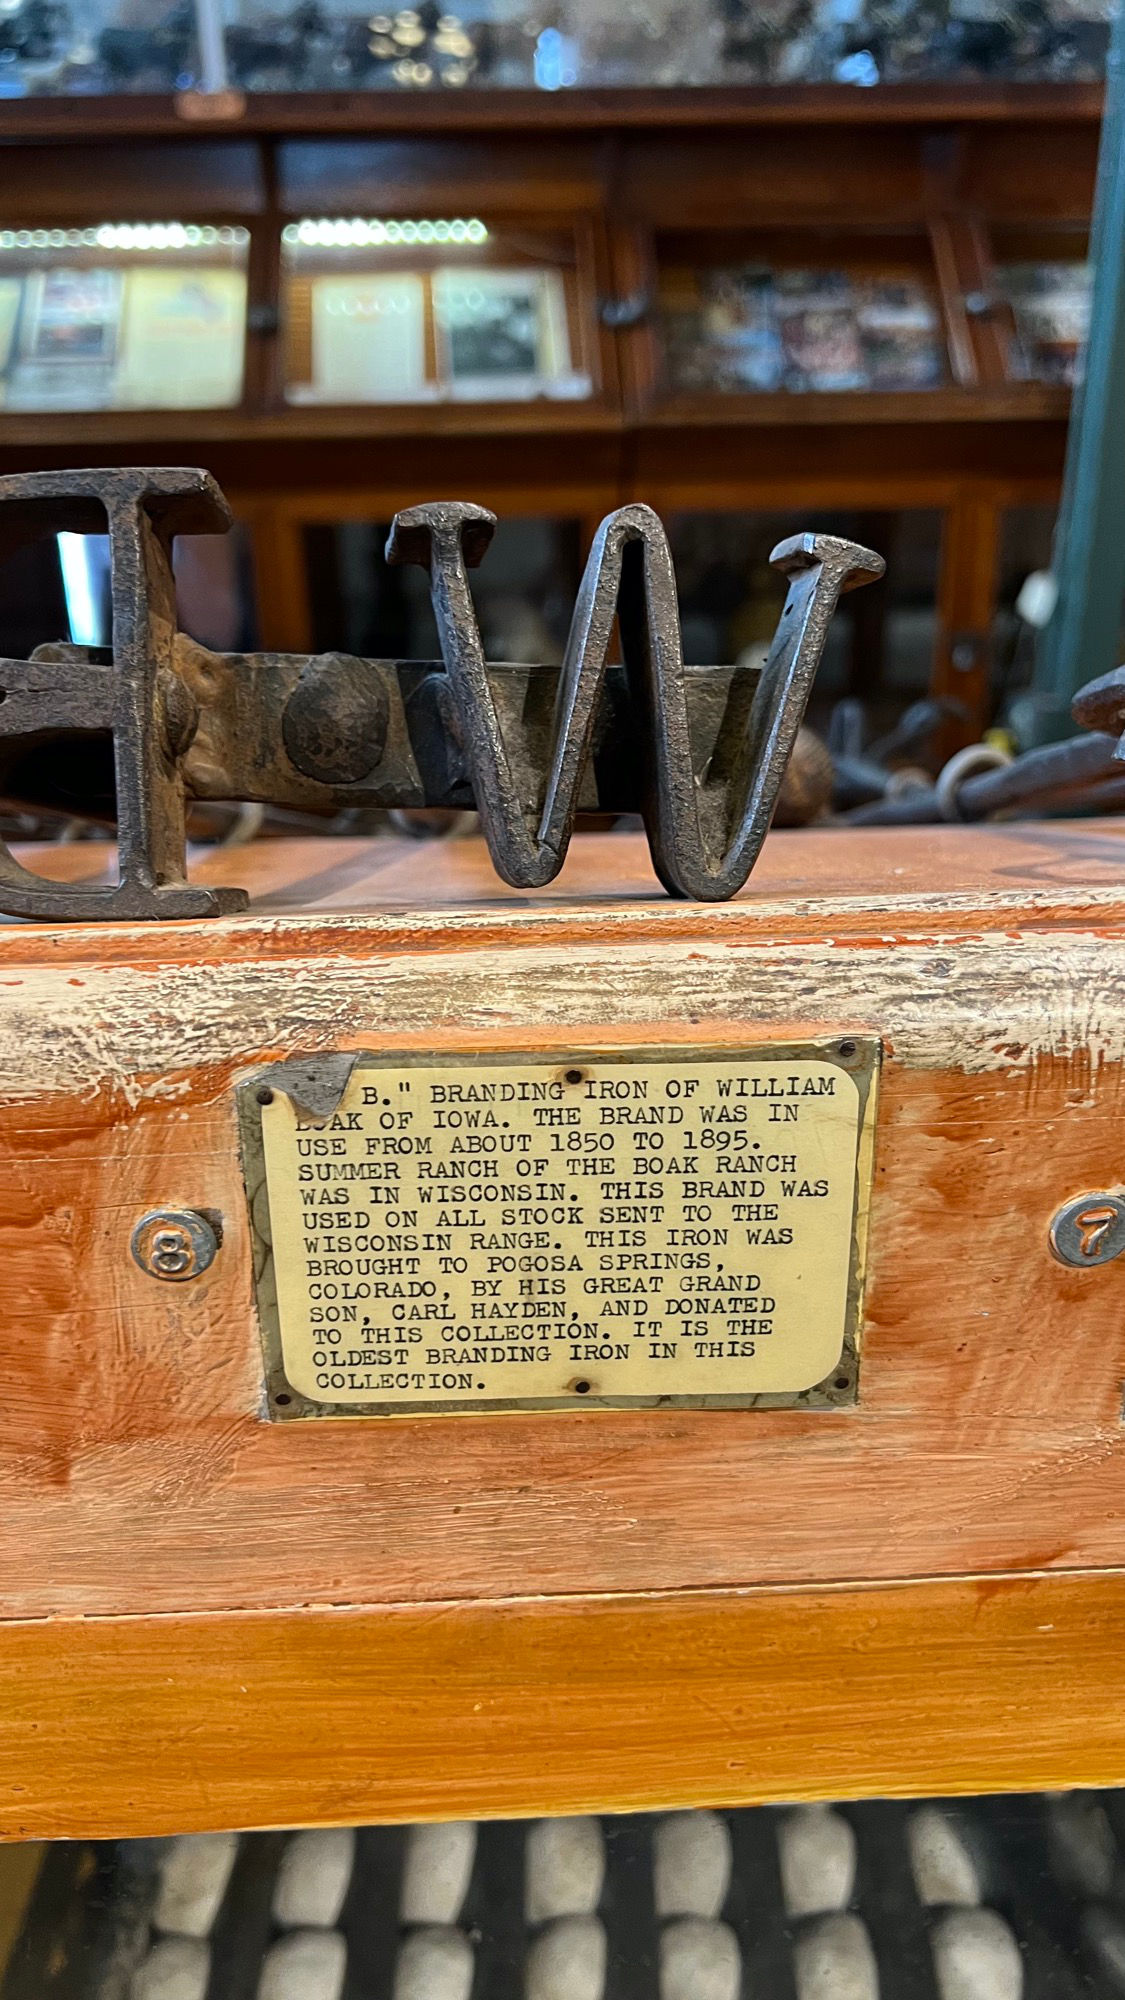 W
B." BRANDING IRON OF WILLIAM
BOAK OF IOWA. THE BRAND WAS IN
USE FROM ABOUT 1850 TO 1895.
SUMMER RANCH OF THE BOAK RANCH
WAS IN WISCONSIN. THIS BRAND WAS
USED ON ALL STOCK SENT TO THE
WISCONSIN RANGE. THIS IRON WAS
BROUGHT TO POGOSA SPRINGS,
COLORADO, BY HIS GREAT GRAND
SON, CARL HAYDEN, AND DONATED
TO THIS COLLECTION. IT IS THE
OLDEST BRANDING IRON IN THIS
COLLECTION.
8
7